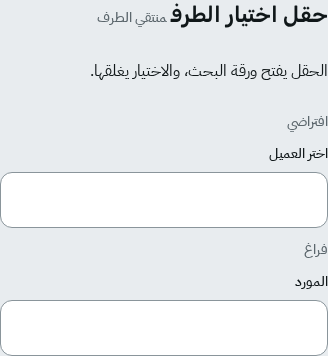 حقل اختيار الطرف منتقي الطرف
الحقل يفتح ورقة البحث، والاختيار يغلقها.
افتراضي
اختر العميل
فراغ
المورد